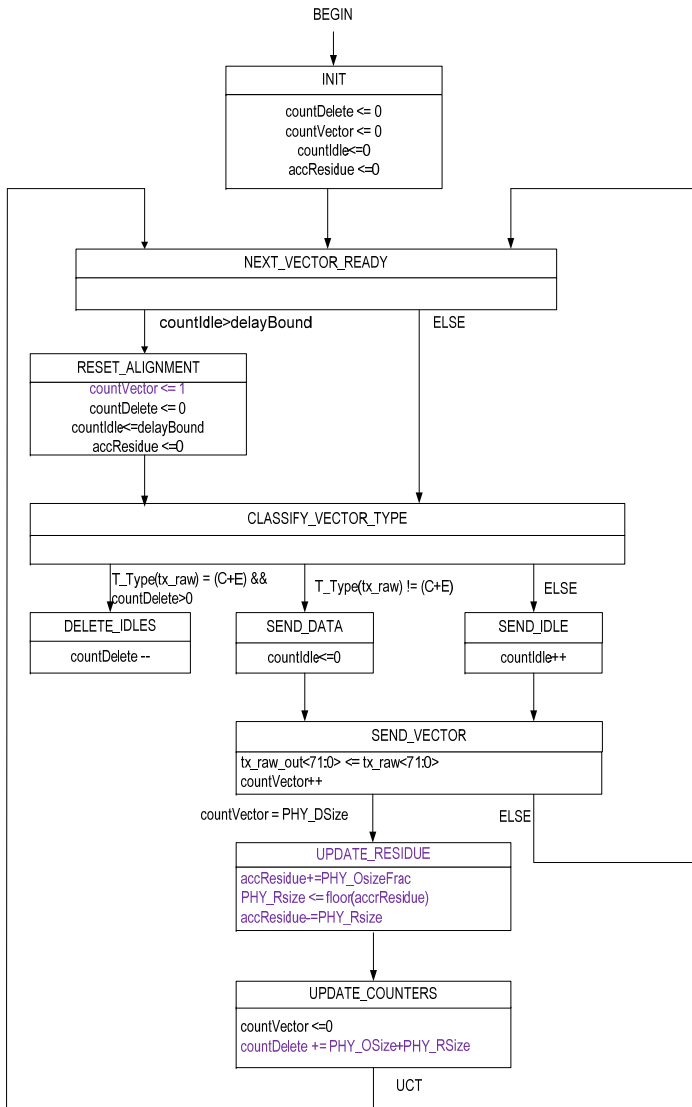 BEGIN
INIT
countDelete <= 0
countVector <= 0
countIdle<=0
accResidue <=0
NEXT_VECTOR_READY
countIdle>delayBound
ELSE
RESET_ALIGNMENT
countVector <= 1
countDelete <= 0
countIdle<=delayBound
accResidue <=0
CLASSIFY_VECTOR_TYPE
T_Type(tx_raw) = (C+E) &&
countDelete>0
T_Type(tx_raw) != (C+E)
ELSE
DELETE_IDLES
countDelete --
SEND_DATA
countIdle<=0
SEND_IDLE
countIdle++
SEND_VECTOR
tx_raw_out<71:0> <= tx_raw<71:0>
countVector++
countVector = PHY_DSize
ELSE
UPDATE_RESIDUE
accResidue+=PHY_OsizeFrac
PHY_Rsize <= floor(accrResidue)
accResidue-=PHY_Rsize
UPDATE_COUNTERS
countVector <=0
countDelete += PHY_OSize+PHY_RSize
UCT